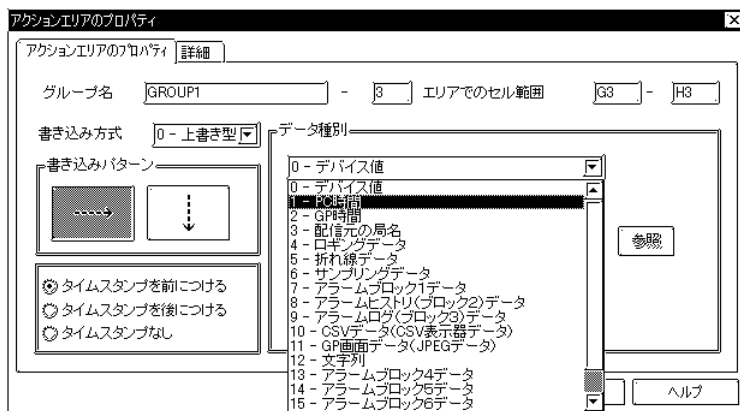 アクションエリアのプロパティ
アクションエリアのプロパティ 詳細
グループ名 GROUP1 - 3 エリアでのセル範囲 G3 - H3
書き込み方式 0 - 上書き型
データ種別
書き込みパターン
0 - デバイス値
0 - デバイス値
1 - PC時間
2 - GP時間
3 - 配信元の局名
4 - ロギングデータ
5 - 折れ線データ
6 - サンプリングデータ
7 - アラームブロック1データ
8 - アラームヒストリ(ブロック2)データ
9 - アラームログ(ブロック3)データ
10 - CSVデータ(CSV表示器データ)
11 - GP画面データ(JPEGデータ)
12 - 文字列
13 - アラームブロック4データ
14 - アラームブロック5データ
15 - アラームブロック6データ
参照
タイムスタンプを前につける
タイムスタンプを後につける
タイムスタンプなし
ヘルプ